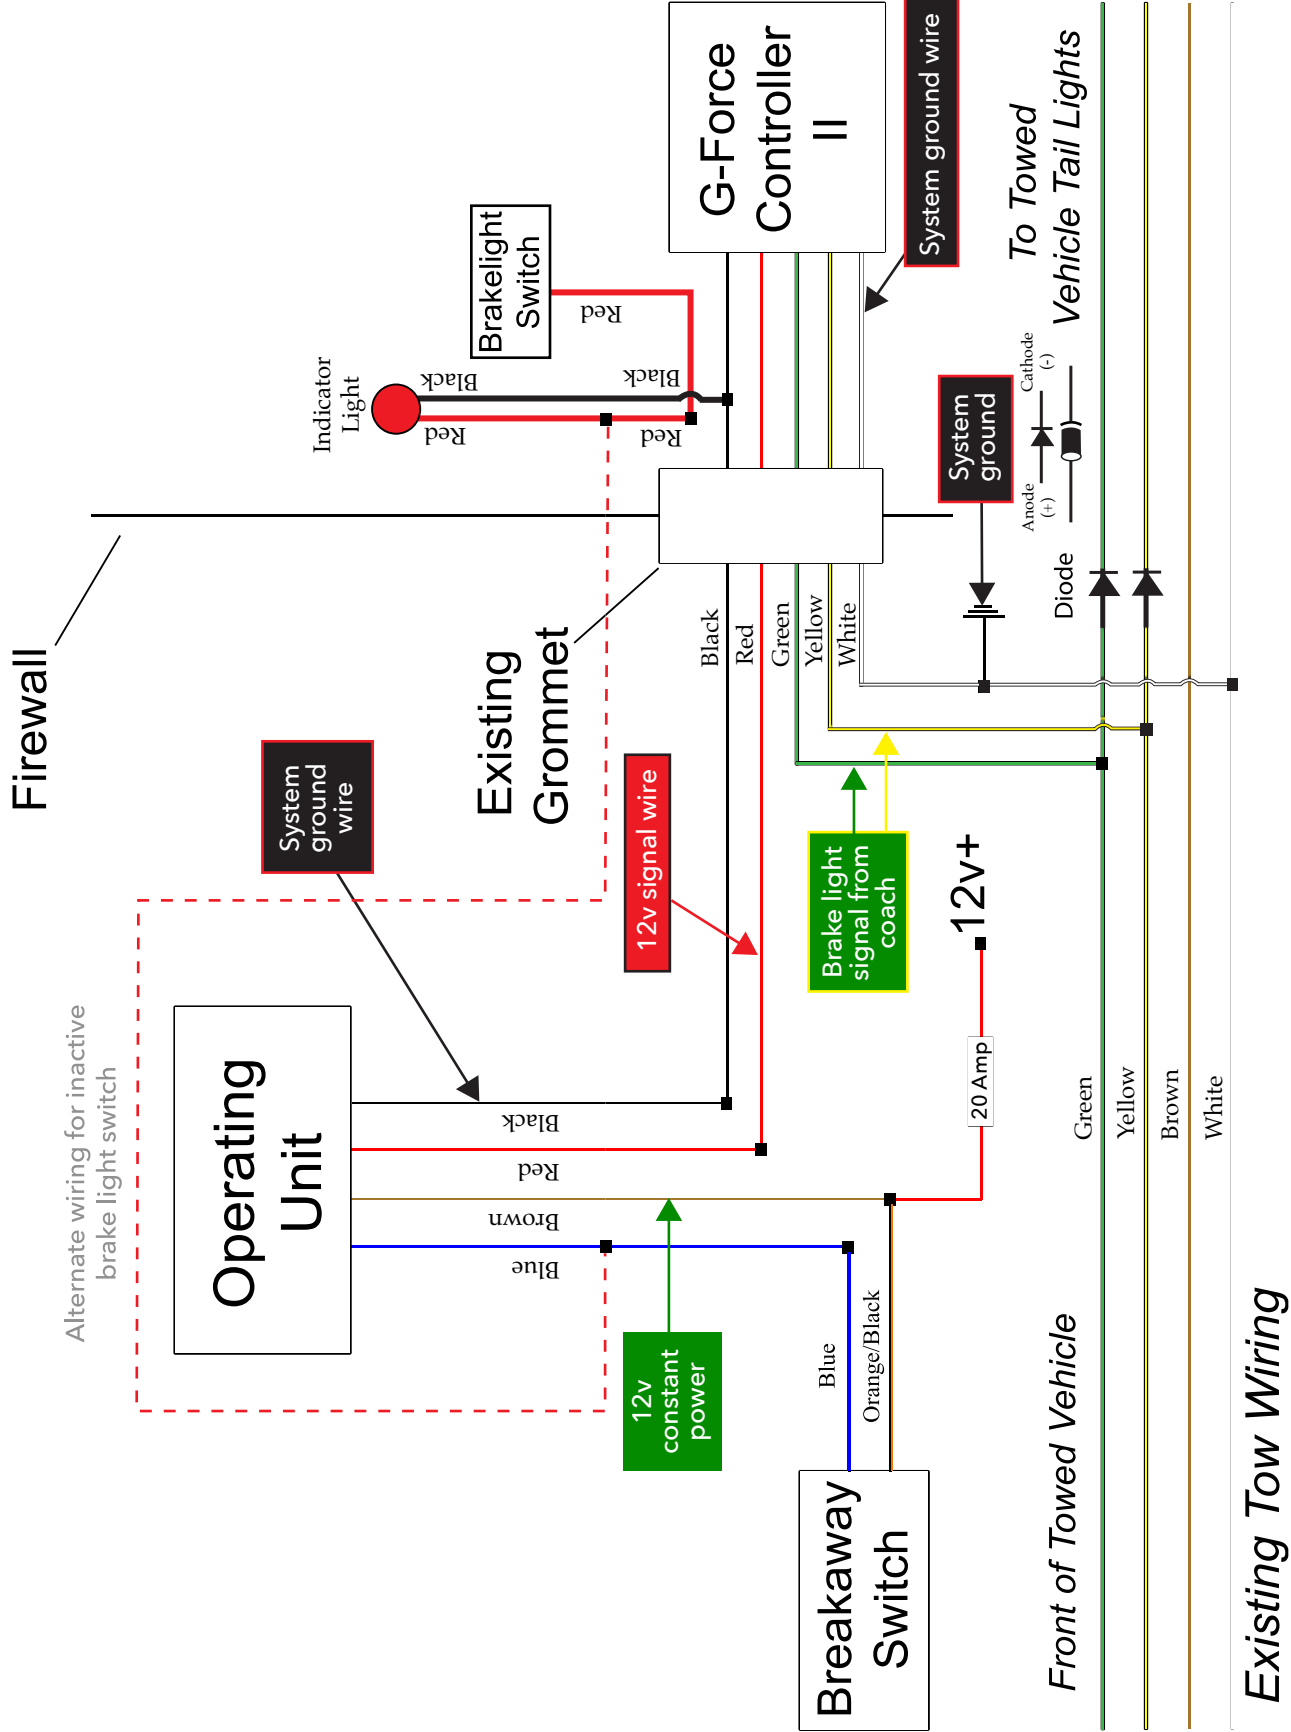 Firewall
Alternate wiring for inactive
brake light switch
Operating
Unit
System
ground
wire
Indicator
Light
Red
Black
Red
Black
Brakelight
Switch
Red
Existing
Grommet
G-Force
Controller
II
Blue
Brown
Red
Black
12v
constant
power
12v signal wire
Black
Red
Green
Yellow
White
System ground wire
Breakaway
Switch
Blue
Orange/Black
20 Amp
12v+
Brake light
signal from
coach
System
ground
Diode
Anode
(+)
Cathode
(-)
To Towed
Vehicle Tail Lights
Front of Towed Vehicle
Green
Yellow
Brown
White
Existing Tow Wiring